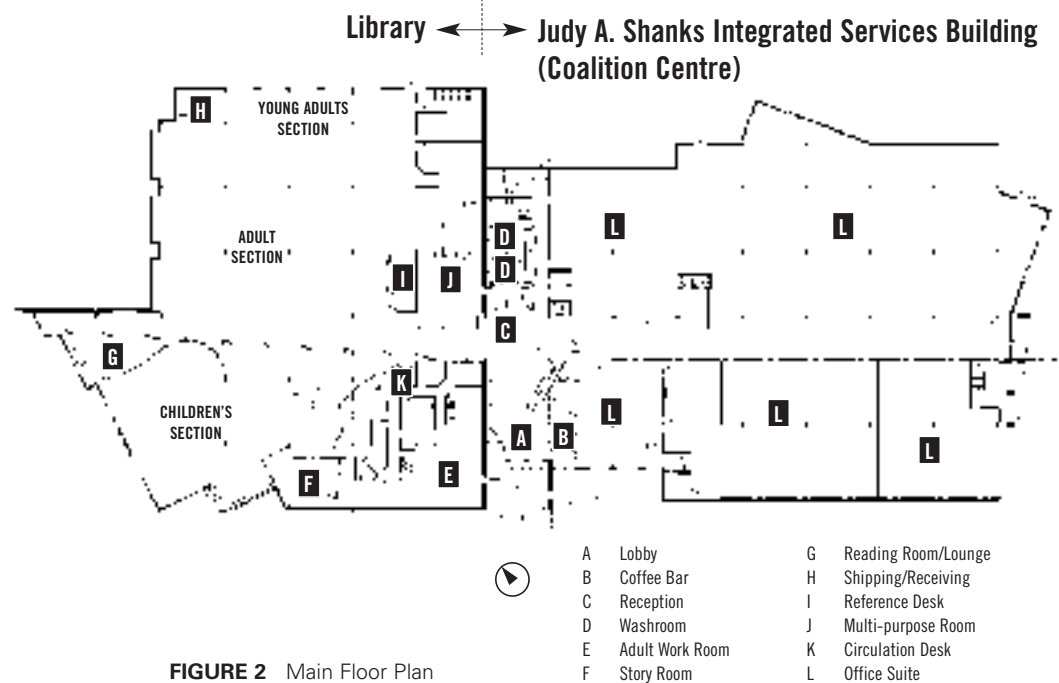 Library
Judy A. Shanks Integrated Services Building
(Coalition Centre)
H
YOUNG ADULTS
SECTION
ADULT
SECTION
D
D
L
L
I
J
C
G
K
CHILDREN'S
SECTION
L
L
A
B
L
F
E
A Lobby
B Coffee Bar
C Reception
D Washroom
E Adult Work Room
F Story Room
G Reading Room/Lounge
H Shipping/Receiving
I Reference Desk
J Multi-purpose Room
K Circulation Desk
L Office Suite
FIGURE 2 Main Floor Plan